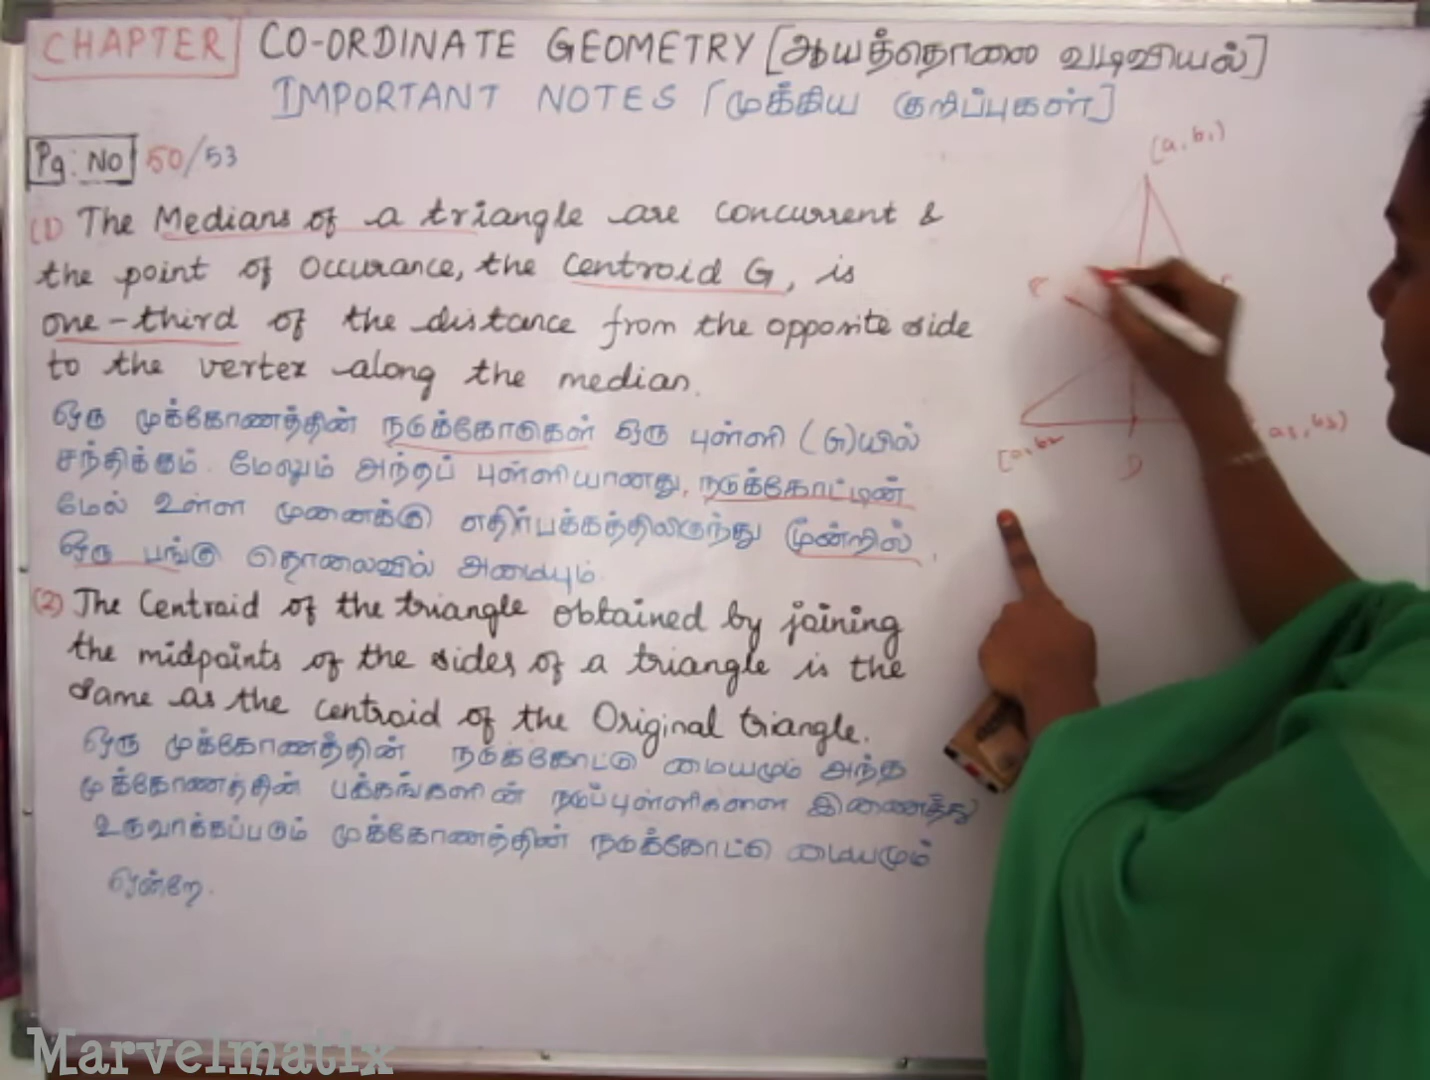 CHAPTER CO-ORDINATE GEOMETRY [ஆயத்தொலை வடிவியல்]
IMPORTANT NOTES [முக்கிய குறிப்புகள்]
Pg: No 50/53
(1) The Medians of a triangle are concurrent &
the point of Occurance, the Centroid G, is
one-third of the distance from the opposite side
to the vertex along the median.
ஒரு முக்கோணத்தின் நடுக்கோடுகள் ஒரு புள்ளி (G)யில்
சந்திக்கும். மேலும் அந்தப் புள்ளியானது, நடுக்கோட்டின்
மேல் உள்ள முனைக்கு எதிர்பக்கத்திலிருந்து மூன்றில்
ஒரு பங்கு தொலைவில் அமையும்.
(2) The Centraid of the triangle obtained by joining
the midpoints of the sides of a triangle is the
same as the centroid of the Original triangle.
ஒரு முக்கோணத்தின் நடுக்கோட்டு மையமும் அந்த
முக்கோணத்தின் பக்கங்களின் நடுப்புள்ளிகளை இணைத்து
உருவாக்கப்படும் முக்கோணத்தின் நடுக்கோட்டு மையமும்
ஒன்றே.
(a, b1)
F
(a, b2
a3, b3)
D
Marvelmatix